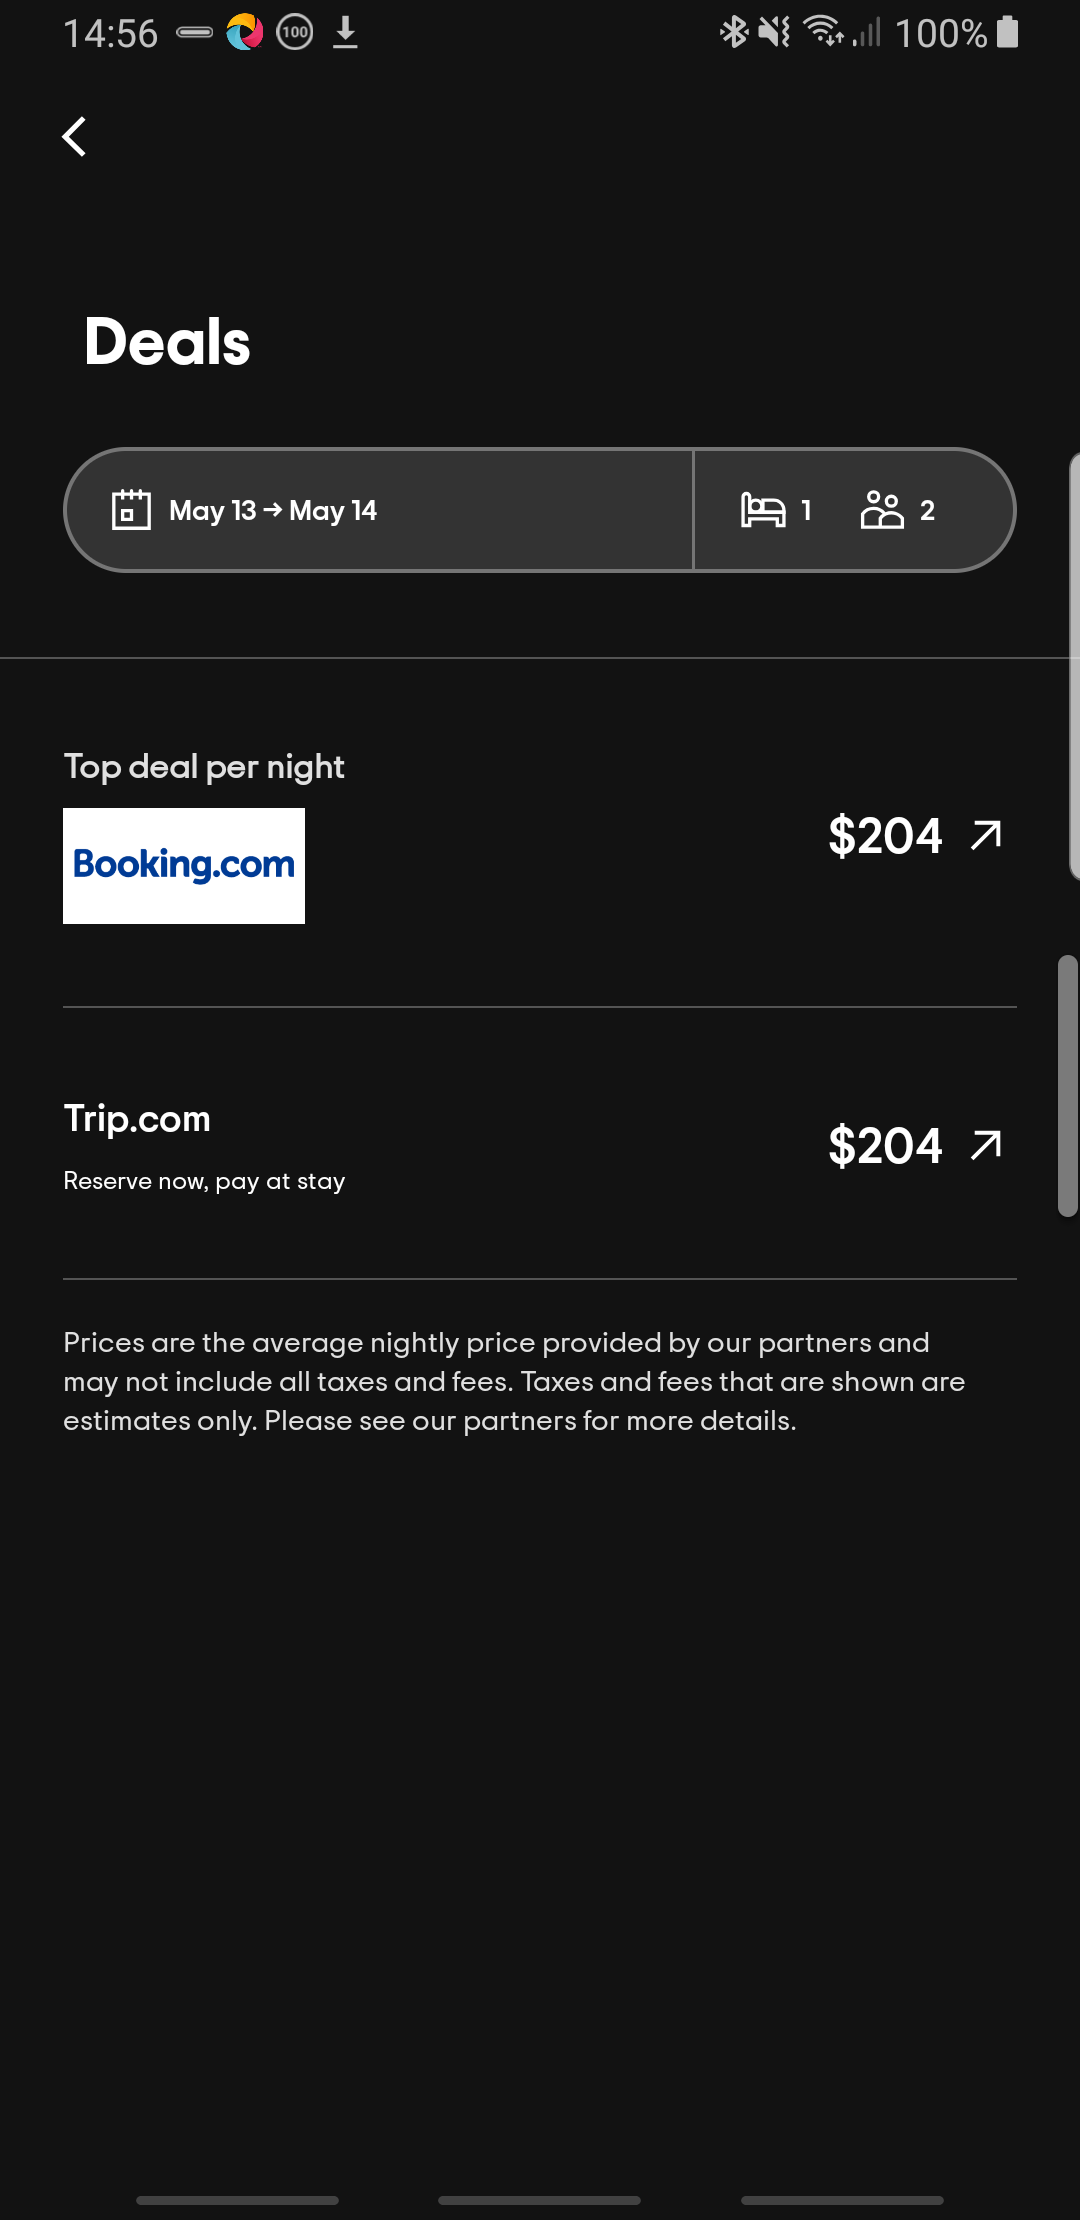 14:56
100
100%
Deals
May 13 → May 14
1
2
Top deal per night
Booking.com
$204
Trip.com
$204
Reserve now, pay at stay
Prices are the average nightly price provided by our partners and
may not include all taxes and fees. Taxes and fees that are shown are
estimates only. Please see our partners for more details.